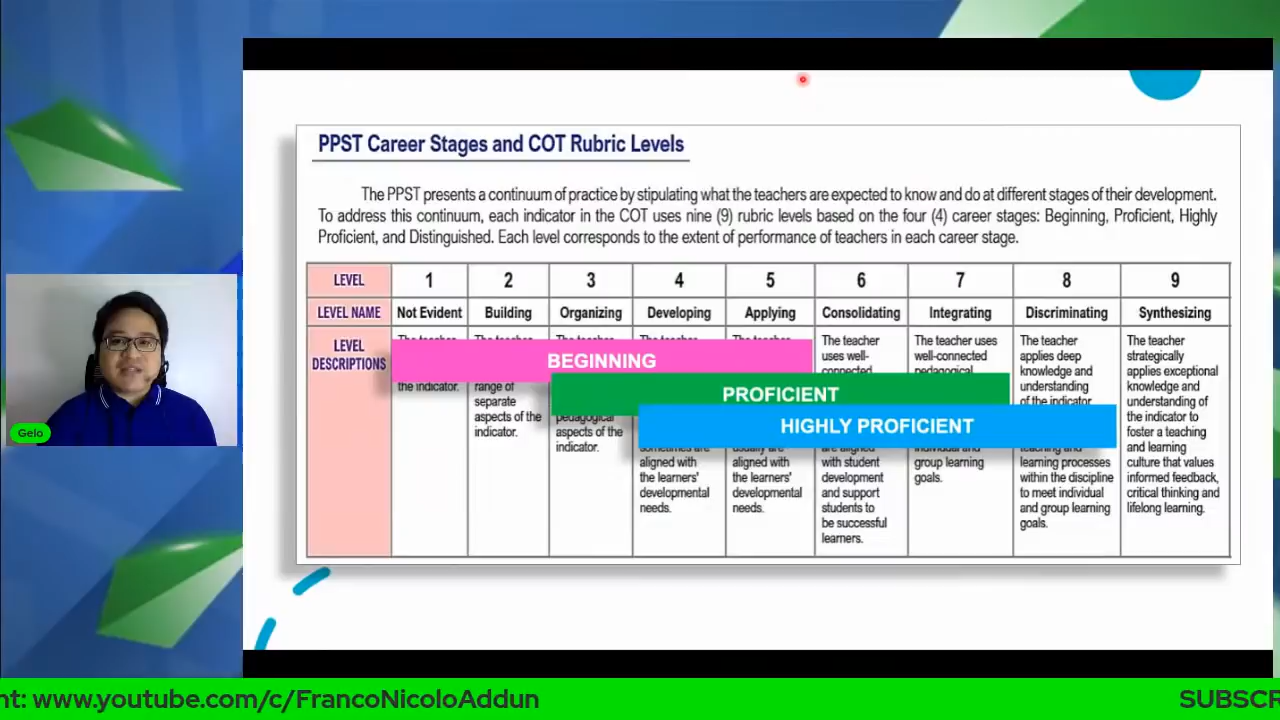 PPST Career Stages and COT Rubric Levels
The PPST presents a continuum of practice by stipulating what the teachers are expected to know and do at different stages of their development.
To address this continuum, each indicator in the COT uses nine (9) rubric levels based on the four (4) career stages: Beginning, Proficient, Highly
Proficient, and Distinguished. Each level corresponds to the extent of performance of teachers in each career stage.
LEVEL 1 2 3 4 5 6 7 8 9
LEVEL NAME Not Evident Building Organizing Developing Applying Consolidating Integrating Discriminating Synthesizing
LEVEL
DESCRIPTIONS
the indicator.
range of
separate
aspects of the
indicator.
aspects of the
indicator.
aligned with
the learners'
developmental
needs.
aligned with
the learners'
developmental
needs.
The teacher
uses well-
connected
with student
development
and support
students to
be successful
learners.
The teacher uses
well-connected
pedagogical
group learning
goals.
The teacher
applies deep
knowledge and
understanding
of the indicator
learning processes
within the discipline
to meet individual
and group learning
goals.
The teacher
strategically
applies exceptional
knowledge and
understanding of
the indicator to
foster a teaching
and learning
culture that values
informed feedback,
critical thinking and
lifelong learning.
BEGINNING
PROFICIENT
HIGHLY PROFICIENT
Gelo
nt: www.youtube.com/c/FrancoNicoloAddun SUBSCR